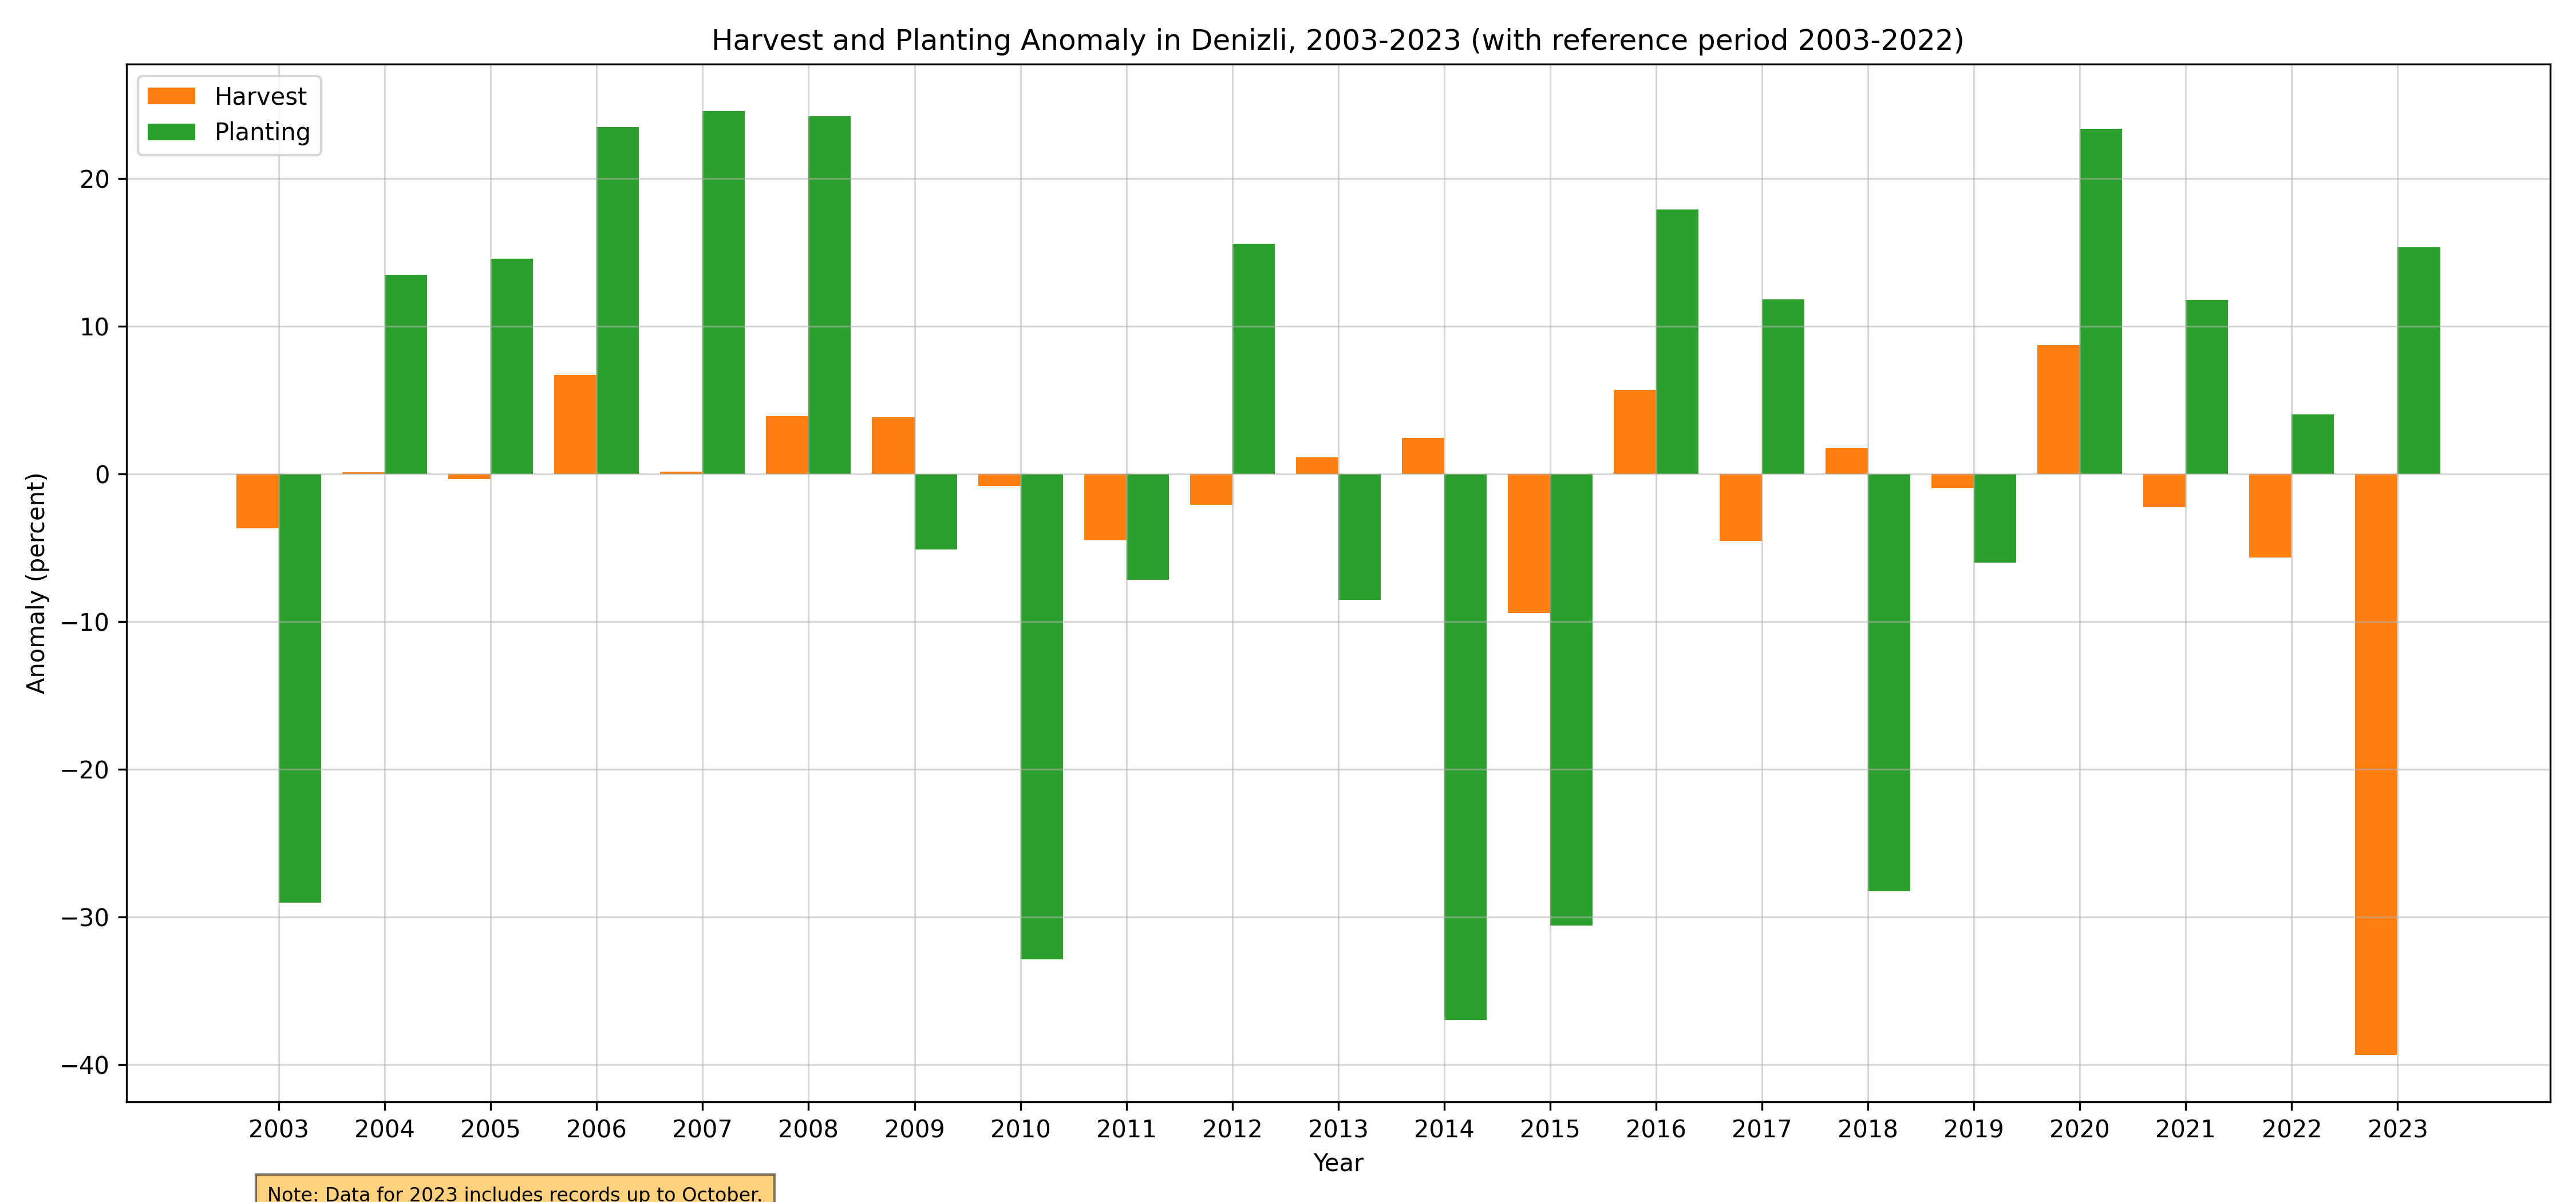 Harvest and Planting Anomaly in Denizli, 2003-2023 (with reference period 2003-2022)
Harvest
Planting
20
10
0
−10
−20
−30
−40
Anomaly (percent)
2003 2004 2005 2006 2007 2008 2009 2010 2011 2012 2013 2014 2015 2016 2017 2018 2019 2020 2021 2022 2023
Year
Note: Data for 2023 includes records up to October.